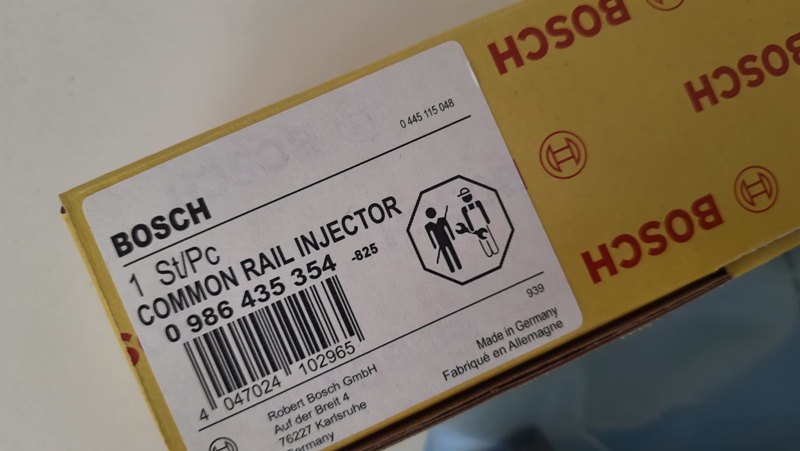 0 445 115 048
BOSCH
1 St/Pc
COMMON RAIL INJECTOR
0 986 435 354 -825
4 047024 102965
939
Made in Germany
Fabriqué en Allemagne
Robert Bosch GmbH
Auf der Breit 4
76227 Karlsruhe
Germany
BOSCH
BOSCH
BOSCH